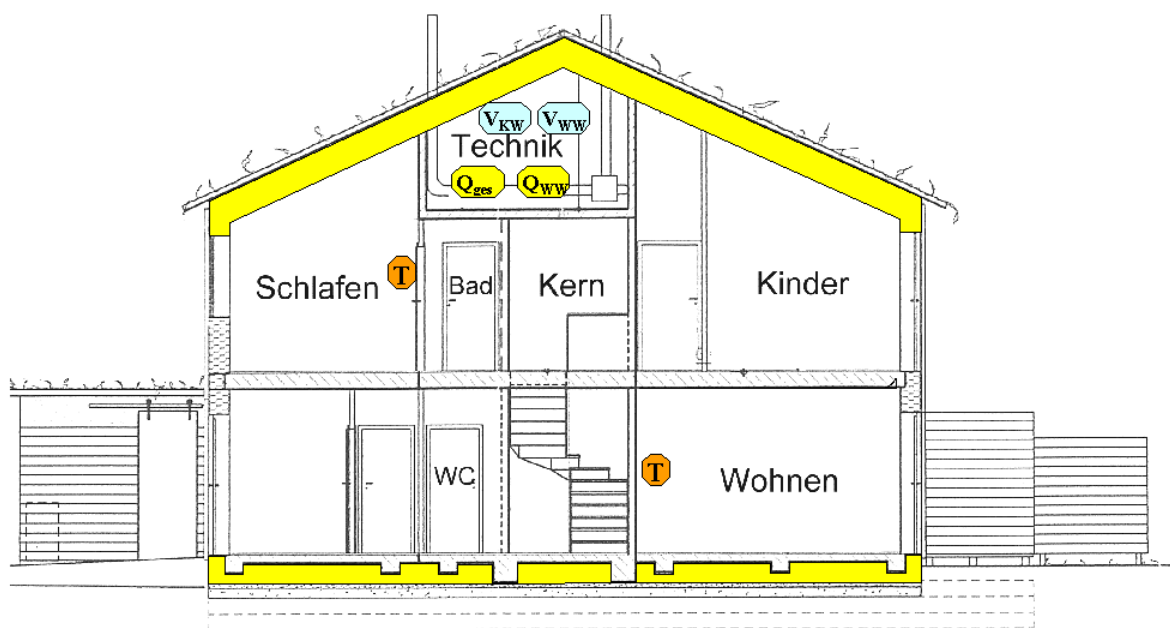 V_KW V_WW
Technik
Q_ges Q_WW
Schlafen T Bad Kern Kinder
WC T Wohnen